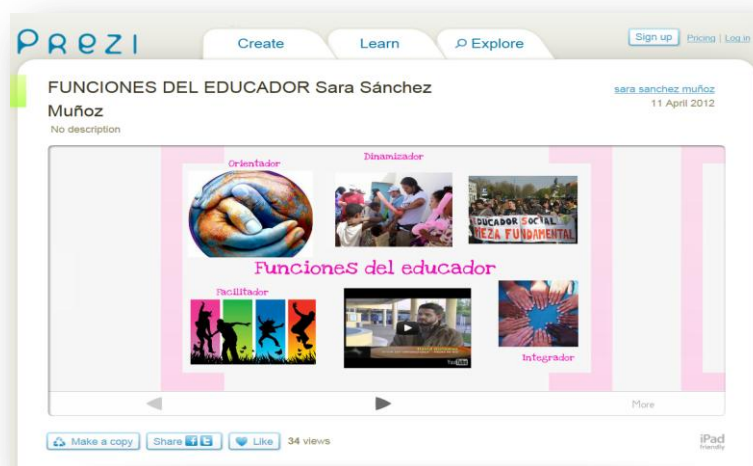 PREZI
Create
Learn
Explore
Sign up
Pricing | Log in
FUNCIONES DEL EDUCADOR Sara Sánchez
Muñoz
No description
sara sanchez muñoz
11 April 2012
Orientador
Dinamizador
EDUCADOR SOCIAL
PIEZA FUNDAMENTAL
Funciones del educador
Facilitador
YouTube
Integrador
More
Make a copy
Share
Like
34 views
iPad
friendly